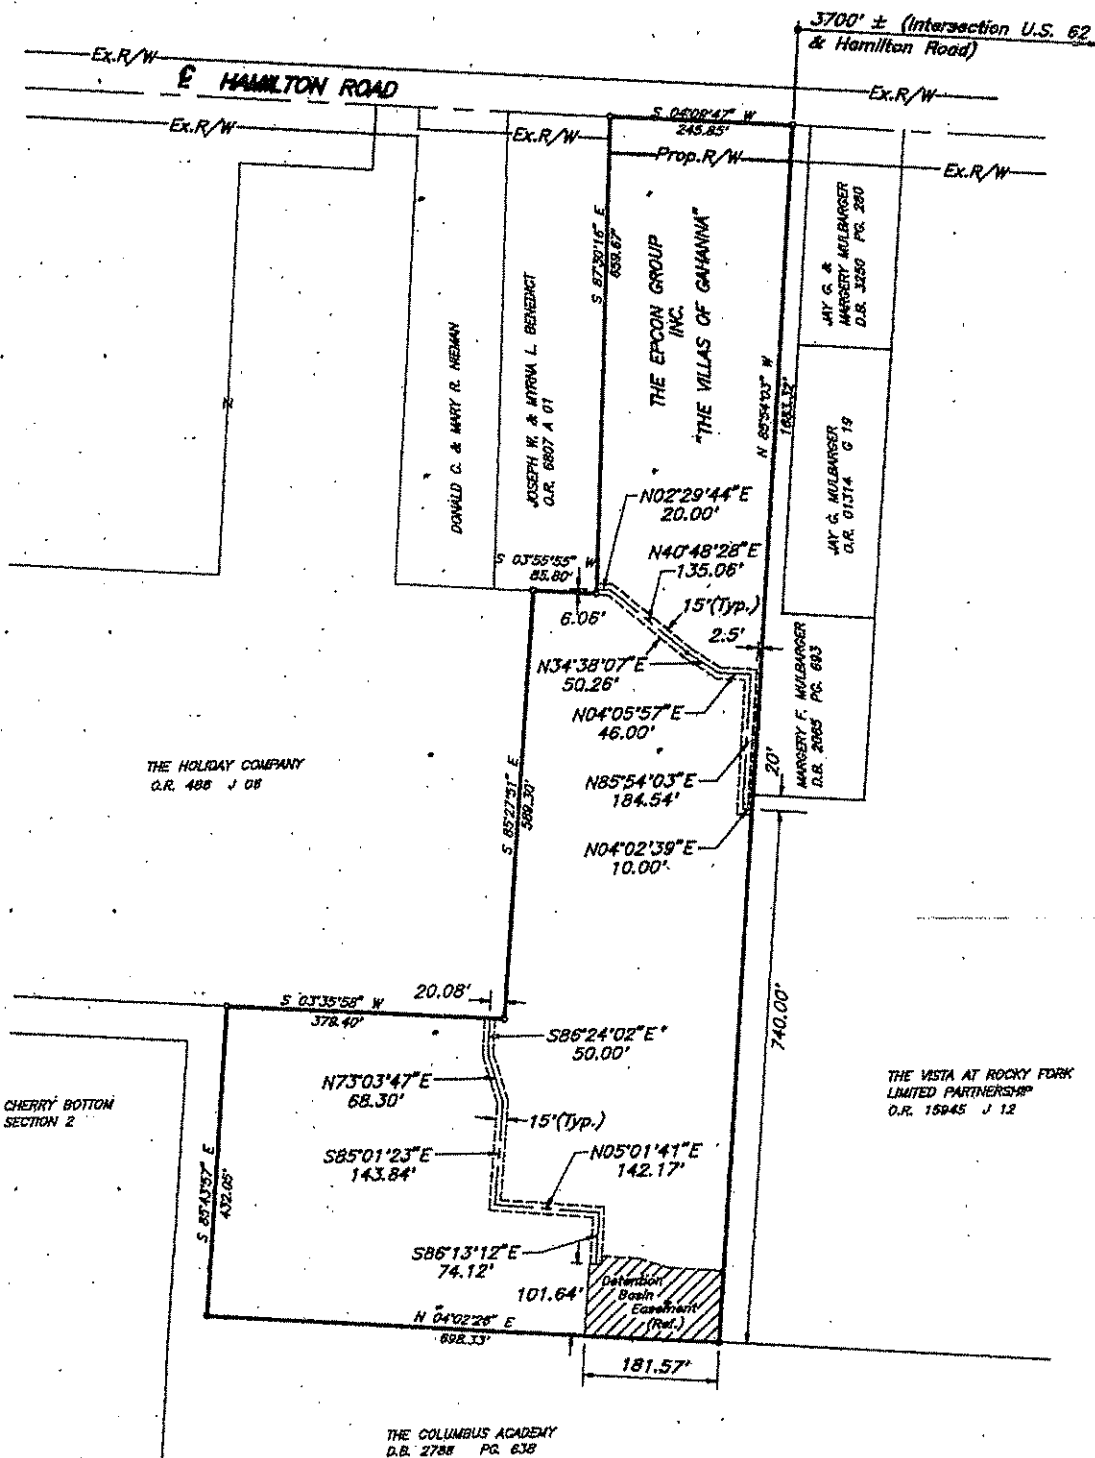 3700' ± (Intersection U.S. 62
& Hamilton Road)
Ex.R/W
℄ HAMILTON ROAD
Ex.R/W
Ex.R/W
Ex.R/W
S 04°09'47" W
245.85'
Prop.R/W
Ex.R/W
S 87°30'16" E
659.67'
THE EPCON GROUP
INC.
"THE VILLAS OF GAHANNA"
JAY G. &
MARGERY MULBARGER
D.B. 3250 PG. 280
DONALD C. & MARY R. NIEMAN
JOSEPH W. & MYRNA L. BENEDICT
O.R. 6807 A 01
N 85°54'03" W
1683.32'
JAY G. MULBARGER
O.R. 01314 G 19
N
N02°29'44"E
20.00'
N40°48'28"E
135.06'
S 03°55'55" W
85.80'
6.06'
15'(Typ.)
2.5'
N34°38'07"E
50.26'
N04°05'57"E
46.00'
MARGERY F. MULBARGER
D.B. 2065 PG. 693
THE HOLIDAY COMPANY
O.R. 488 J 08
S 85°27'51" E
589.30'
N85°54'03"E
184.54'
20'
N04°02'39"E
10.00'
S 03°35'58" W
378.40'
20.08'
740.00'
S86°24'02"E
50.00'
N73°03'47"E
68.30'
CHERRY BOTTOM
SECTION 2
THE VISTA AT ROCKY FORK
LIMITED PARTNERSHIP
O.R. 15945 J 12
15'(Typ.)
S85°01'23"E
143.84'
N05°01'41"E
142.17'
S 85°43'57" E
432.05'
S86°13'12"E
74.12'
101.64'
Detention
Basin
Easement
(Ref.)
N 04°02'26" E
698.33'
181.57'
THE COLUMBUS ACADEMY
D.B. 2788 PG. 638